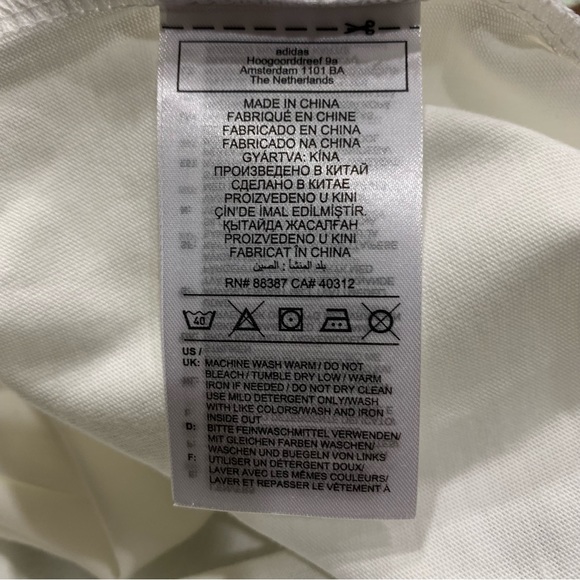 adidas
Hoogoorddreef 9a
Amsterdam 1101 BA
The Netherlands
MADE IN CHINA
FABRIQUÉ EN CHINE
FABRICADO EN CHINA
FABRICADO NA CHINA
GYÁRTVA: KÍNA
ПРОИЗВЕДЕНО В КИТАЙ
СДЕЛАНО В КИТАЕ
PROIZVEDENO U KINI
ÇİN'DE İMAL EDİLMİŞTİR.
ҚЫТАЙДА ЖАСАЛҒАН
PROIZVEDENO U KINI
FABRICAT ÎN CHINA
بلد المنشأ : الصين
RN# 88387 CA# 40312
40
US /
UK: MACHINE WASH WARM / DO NOT
BLEACH / TUMBLE DRY LOW / WARM
IRON IF NEEDED / DO NOT DRY CLEAN
USE MILD DETERGENT ONLY/WASH
WITH LIKE COLORS/WASH AND IRON
INSIDE OUT
D: BITTE FEINWASCHMITTEL VERWENDEN/
MIT GLEICHEN FARBEN WASCHEN/
WASCHEN UND BUEGELN VON LINKS
F: UTILISER UN DÉTERGENT DOUX/
LAVER AVEC LES MÊMES COULEURS/
LAVER ET REPASSER LE VÊTEMENT À